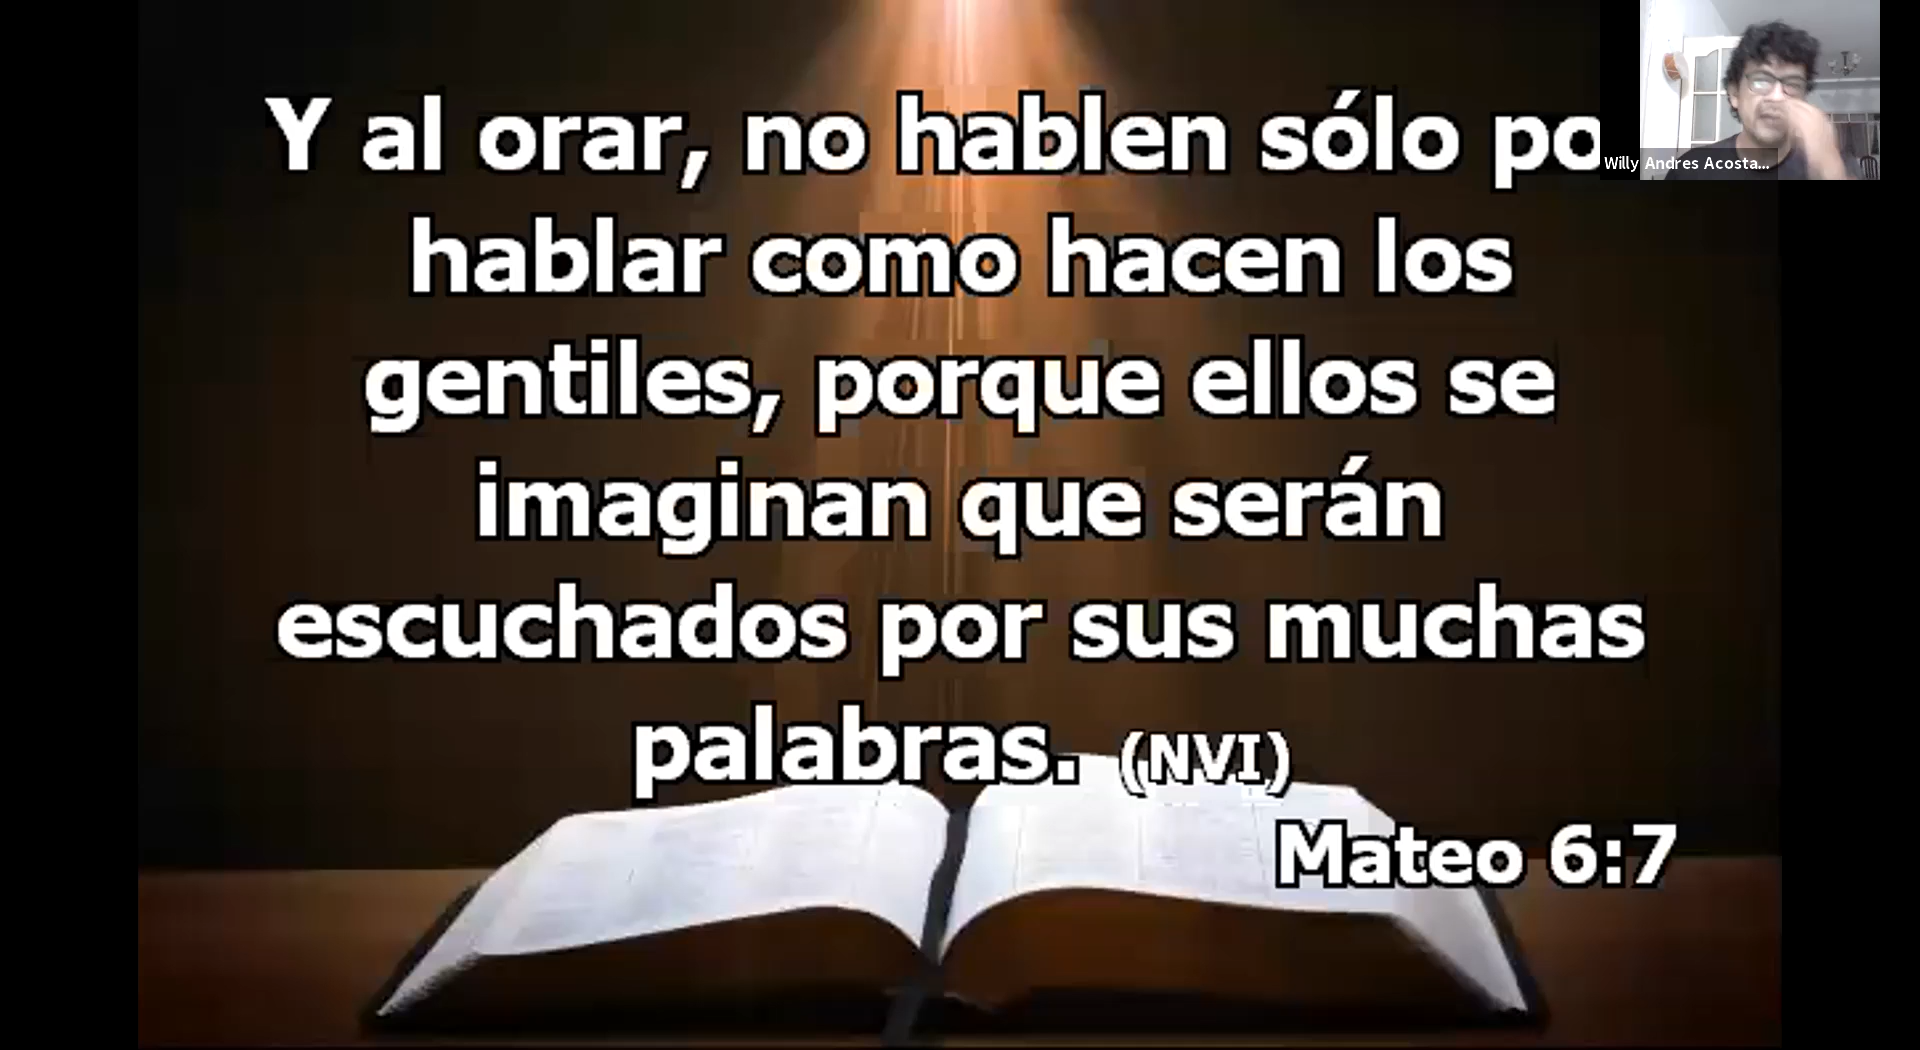 Y al orar, no hablen sólo po
hablar como hacen los
gentiles, porque ellos se
imaginan que serán
escuchados por sus muchas
palabras. (NVI)
Mateo 6:7
Willy Andres Acosta...